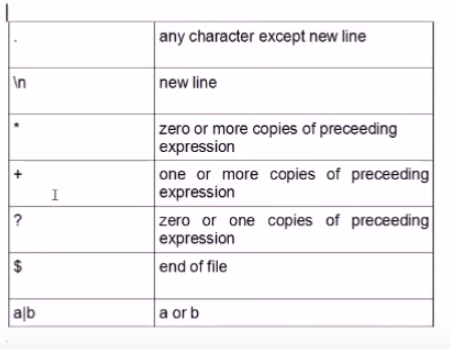 . any character except new line
\n new line
* zero or more copies of preceeding
expression
+ one or more copies of preceeding
expression
? zero or one copies of preceeding
expression
$ end of file
a|b a or b